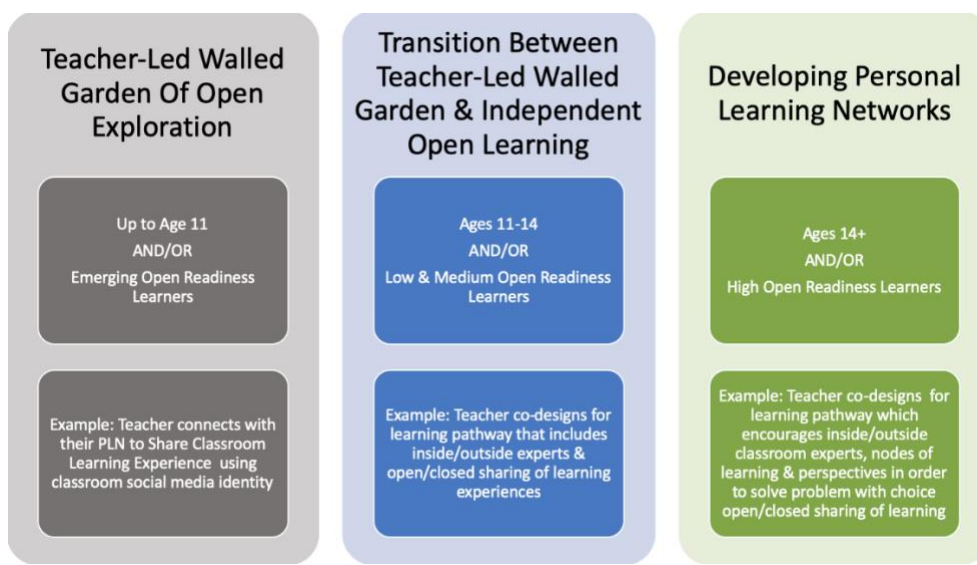 Teacher-Led Walled
Garden Of Open
Exploration
Up to Age 11
AND/OR
Emerging Open Readiness
Learners
Example: Teacher connects with
their PLN to Share Classroom
Learning Experience using
classroom social media identity
Transition Between
Teacher-Led Walled
Garden & Independent
Open Learning
Ages 11-14
AND/OR
Low & Medium Open Readiness
Learners
Example: Teacher co-designs for
learning pathway that includes
inside/outside experts &
open/closed sharing of learning
experiences
Developing Personal
Learning Networks
Ages 14+
AND/OR
High Open Readiness Learners
Example: Teacher co-designs for
learning pathway which
encourages inside/outside
classroom experts, nodes of
learning & perspectives in order
to solve problem with choice
open/closed sharing of learning